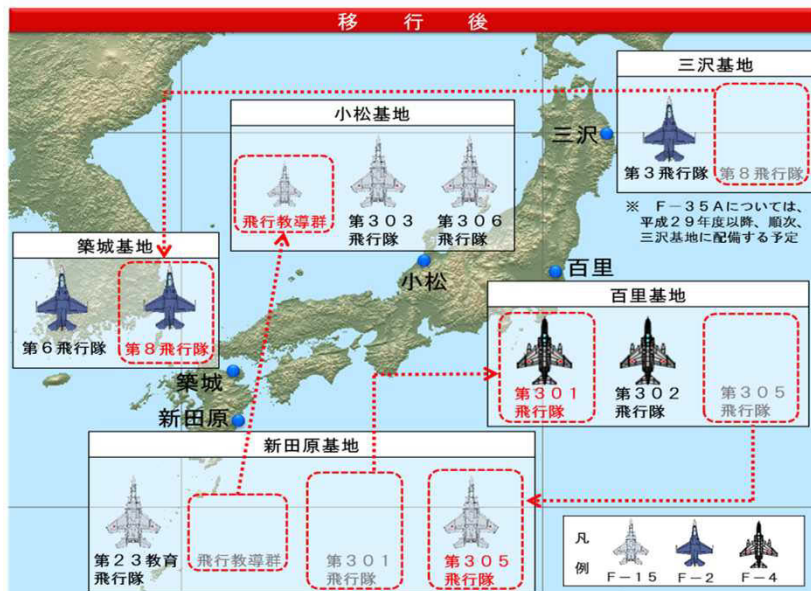 移行後
三沢基地
第3飛行隊
第8飛行隊
※ F－35Aについては、
平成29年度以降、順次、
三沢基地に配備する予定
三沢
小松基地
飛行教導群
第303
飛行隊
第306
飛行隊
小松
百里
築城基地
第6飛行隊
第8飛行隊
築城
新田原
百里基地
第301
飛行隊
第302
飛行隊
第305
飛行隊
新田原基地
第23教育
飛行隊
飛行教導群
第301
飛行隊
第305
飛行隊
凡例
F－15
F－2
F－4